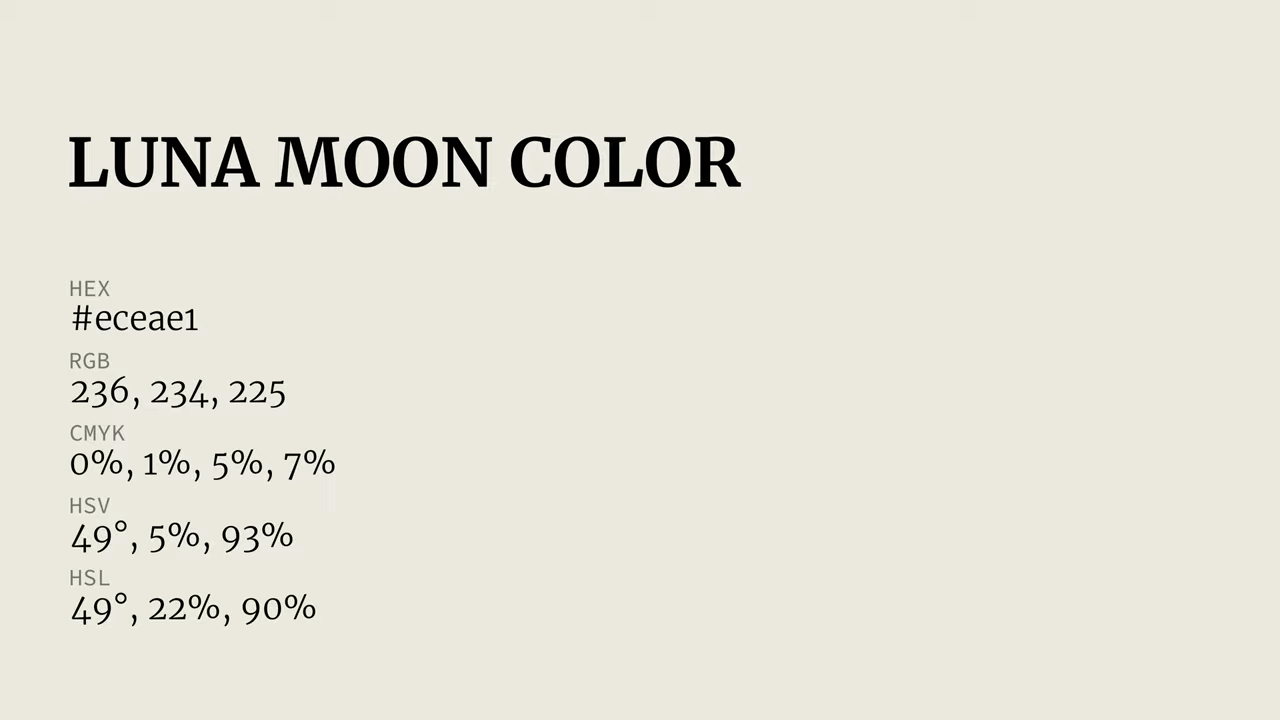 LUNA MOON COLOR
HEX
#eceae1
RGB
236, 234, 225
CMYK
0%, 1%, 5%, 7%
HSV
49°, 5%, 93%
HSL
49°, 22%, 90%